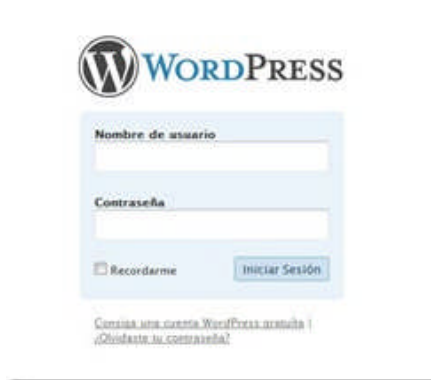 WORDPRESS
Nombre de usuario
Contraseña
Recordarme
Iniciar Sesión
Consiga una cuenta WordPress gratuita |
¿Olvidaste tu contraseña?